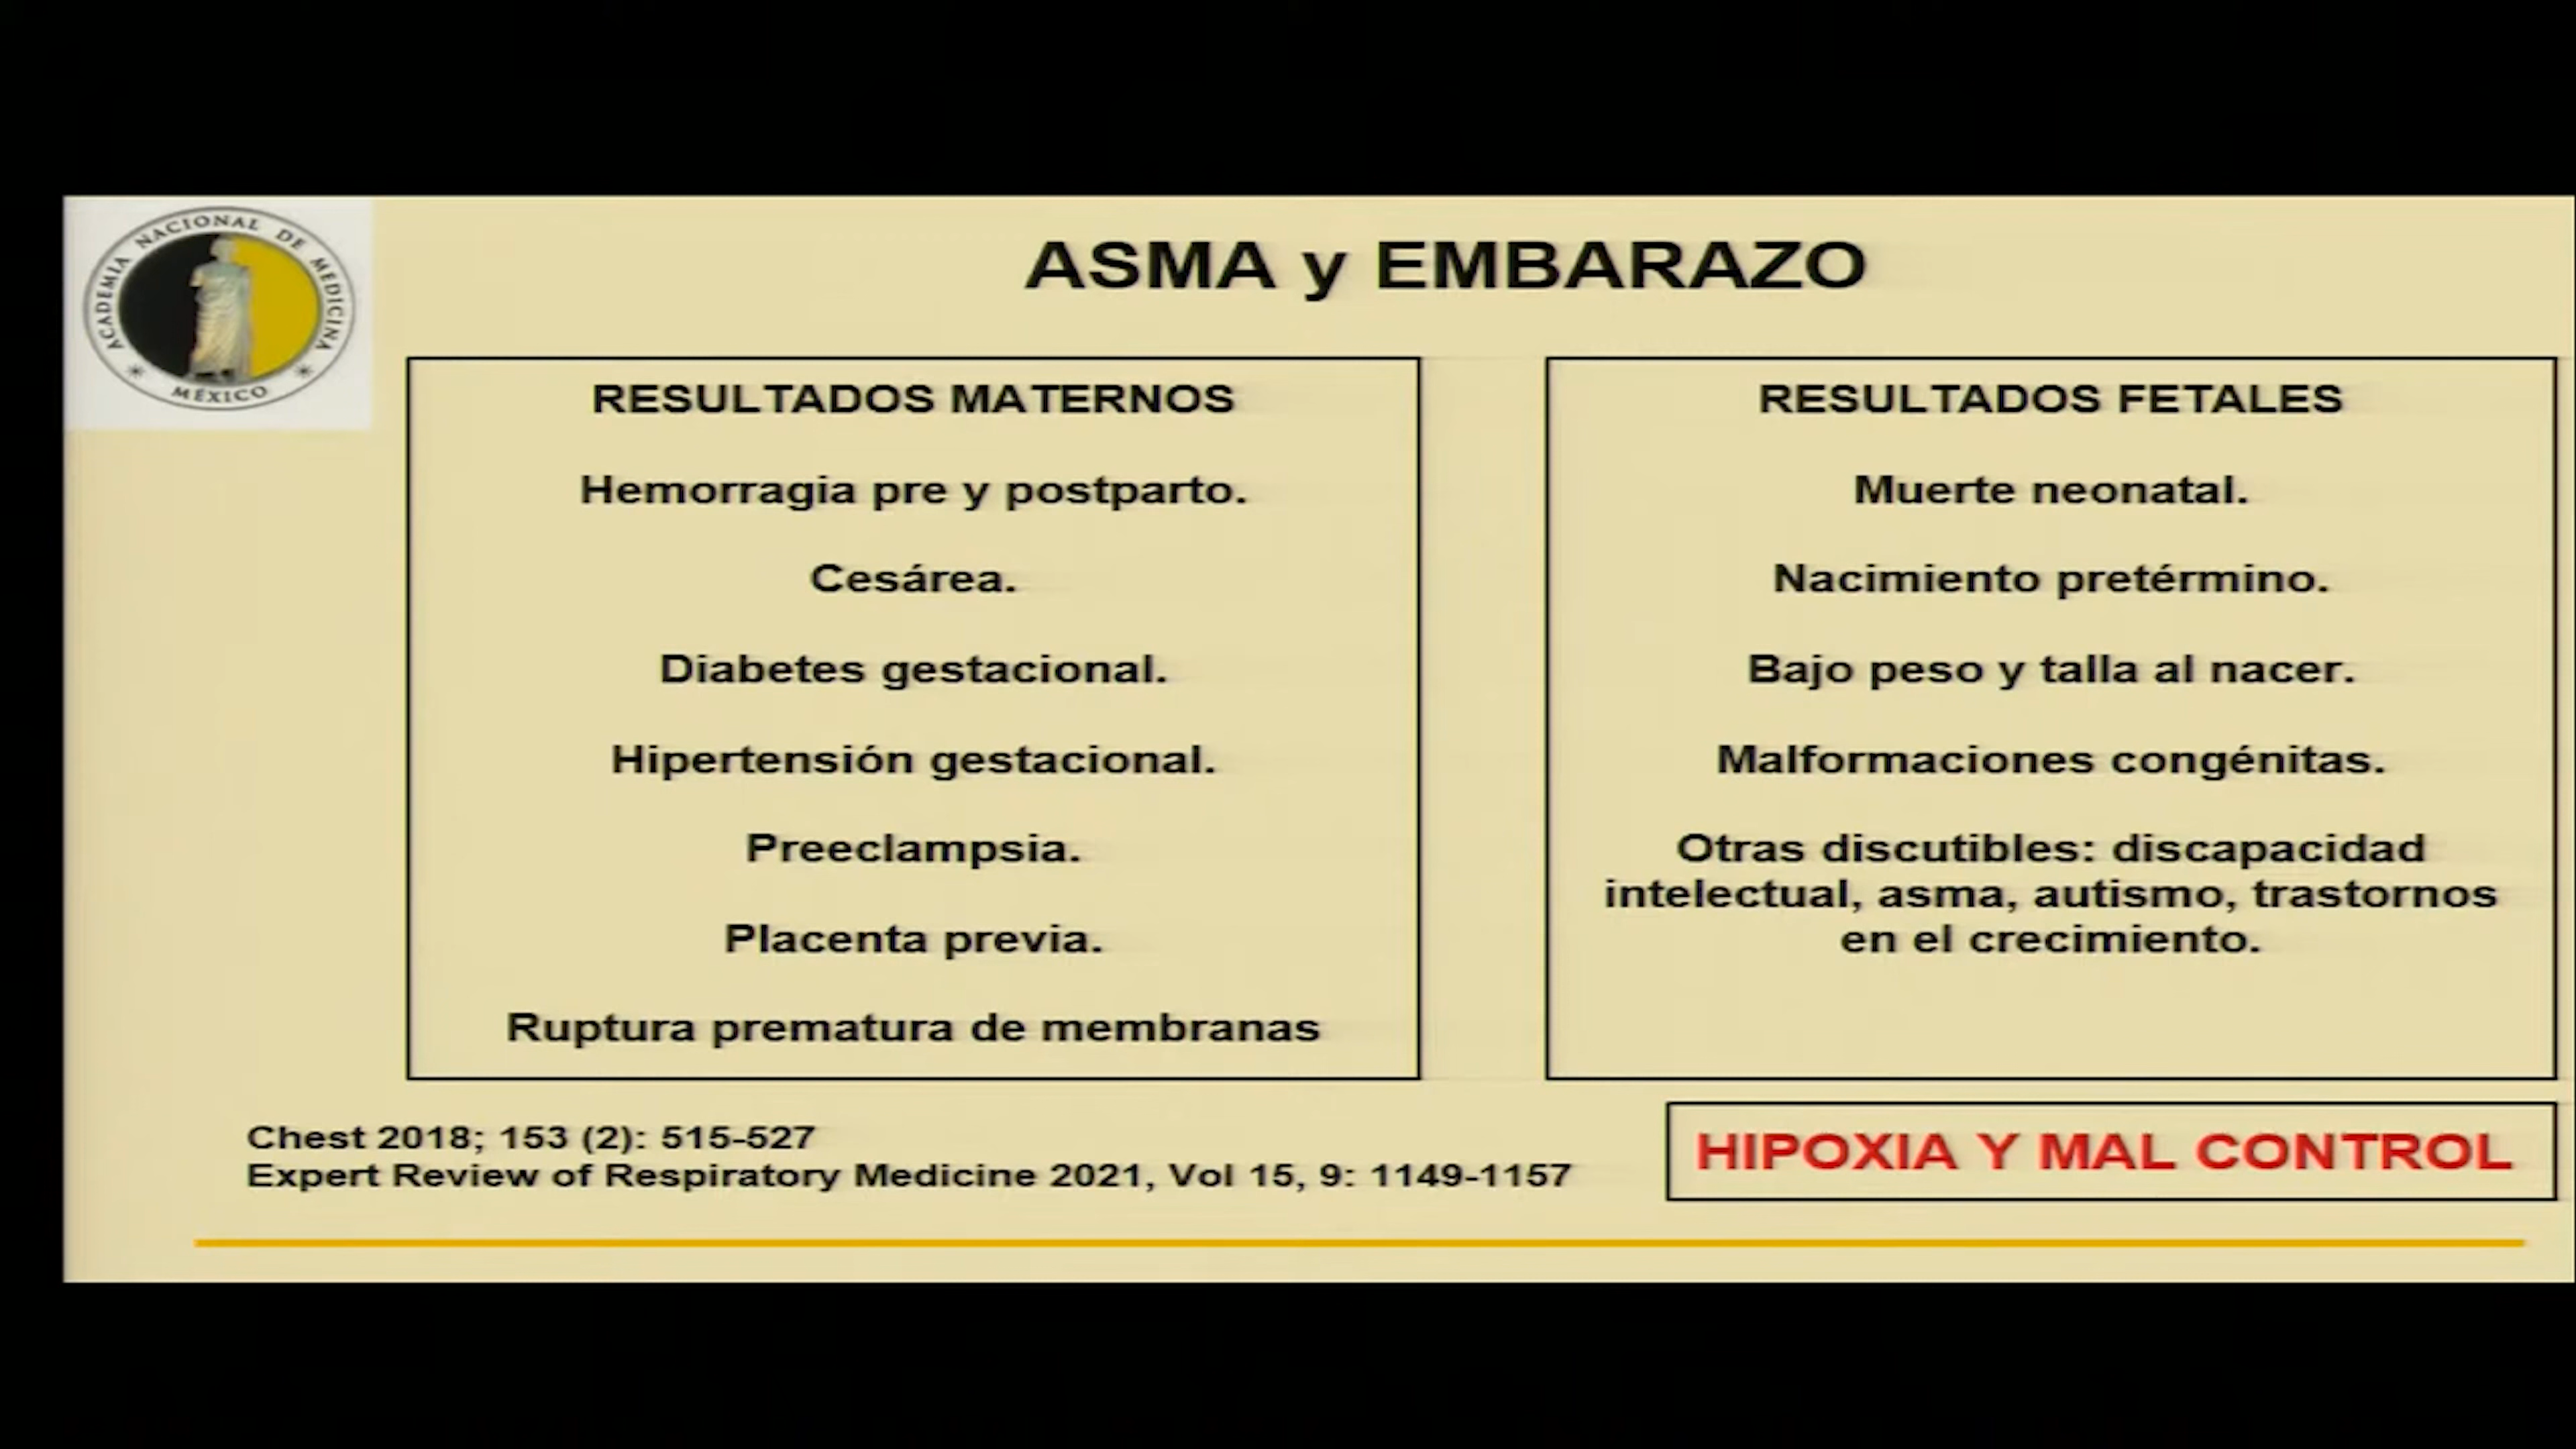 ACADEMIA NACIONAL DE MEDICINA
MÉXICO
ASMA y EMBARAZO
RESULTADOS MATERNOS
Hemorragia pre y postparto.
Cesárea.
Diabetes gestacional.
Hipertensión gestacional.
Preeclampsia.
Placenta previa.
Ruptura prematura de membranas
RESULTADOS FETALES
Muerte neonatal.
Nacimiento pretérmino.
Bajo peso y talla al nacer.
Malformaciones congénitas.
Otras discutibles: discapacidad
intelectual, asma, autismo, trastornos
en el crecimiento.
Chest 2018; 153 (2): 515-527
Expert Review of Respiratory Medicine 2021, Vol 15, 9: 1149-1157
HIPOXIA Y MAL CONTROL